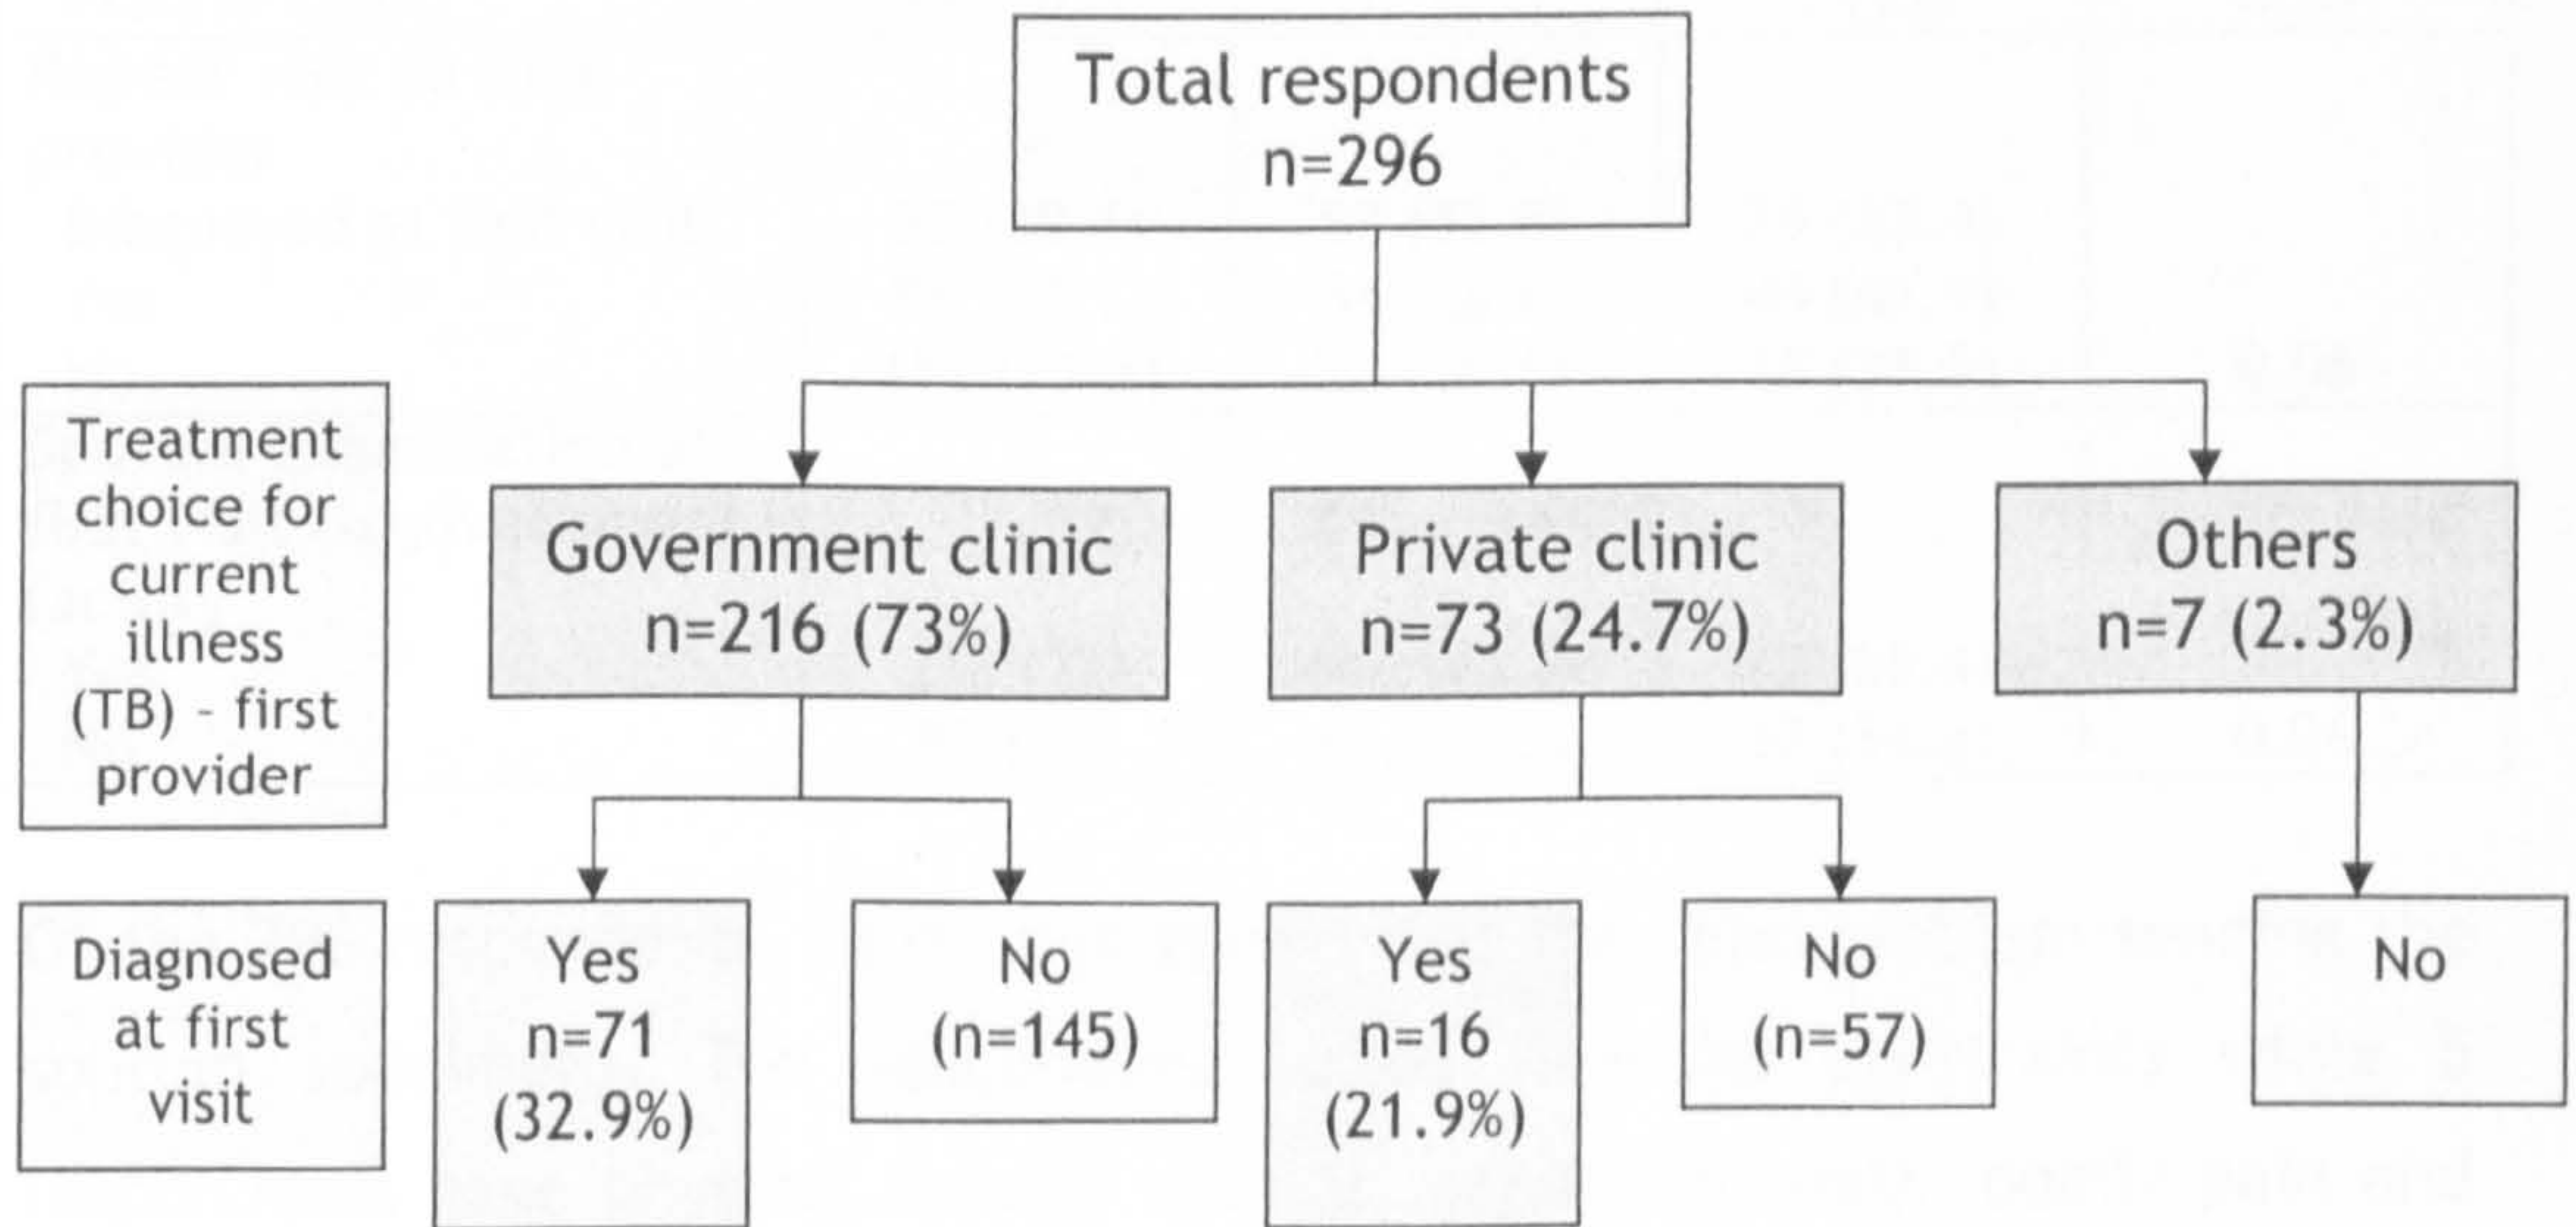 Total respondents
n=296
Treatment
choice for
current
illness
(TB) - first
provider
Government clinic
n=216 (73%)
Private clinic
n=73 (24.7%)
Others
n=7 (2.3%)
Diagnosed
at first
visit
Yes
n=71
(32.9%)
No
(n=145)
Yes
n=16
(21.9%)
No
(n=57)
No